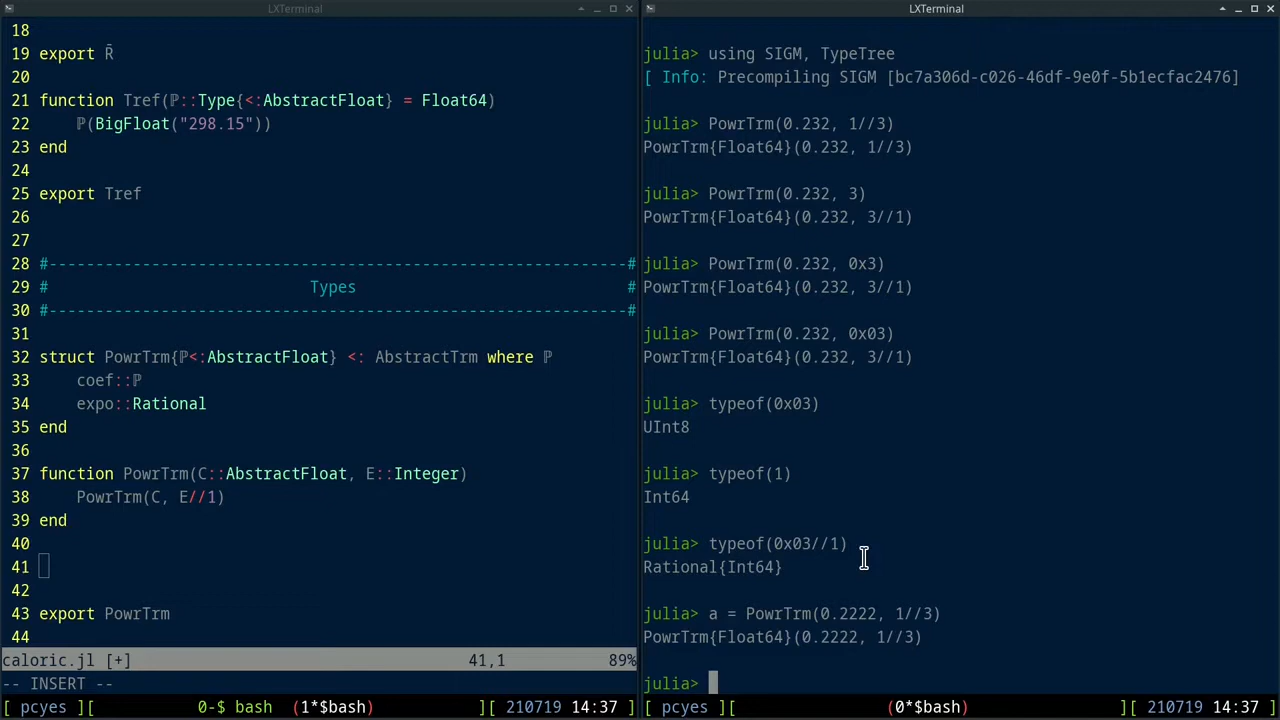 LXTerminal
18
19 export R̄
20
21 function Tref(ℙ::Type{<:AbstractFloat} = Float64)
22     ℙ(BigFloat("298.15"))
23 end
24
25 export Tref
26
27
28 #---------------------------------------------------------------#
29 #                            Types                              #
30 #---------------------------------------------------------------#
31
32 struct PowrTrm{ℙ<:AbstractFloat} <: AbstractTrm where ℙ
33     coef::ℙ
34     expo::Rational
35 end
36
37 function PowrTrm(C::AbstractFloat, E::Integer)
38     PowrTrm(C, E//1)
39 end
40
41
42
43 export PowrTrm
44
caloric.jl [+] 41,1 89%
-- INSERT --
[ pcyes ][ 0-$ bash (1*$bash) ][ 210719 14:37 ]
LXTerminal
julia> using SIGM, TypeTree
[ Info: Precompiling SIGM [bc7a306d-c026-46df-9e0f-5b1ecfac2476]
julia> PowrTrm(0.232, 1//3)
PowrTrm{Float64}(0.232, 1//3)
julia> PowrTrm(0.232, 3)
PowrTrm{Float64}(0.232, 3//1)
julia> PowrTrm(0.232, 0x3)
PowrTrm{Float64}(0.232, 3//1)
julia> PowrTrm(0.232, 0x03)
PowrTrm{Float64}(0.232, 3//1)
julia> typeof(0x03)
UInt8
julia> typeof(1)
Int64
julia> typeof(0x03//1)
Rational{Int64}
julia> a = PowrTrm(0.2222, 1//3)
PowrTrm{Float64}(0.2222, 1//3)
julia>
[ pcyes ][ (0*$bash) ][ 210719 14:37 ]